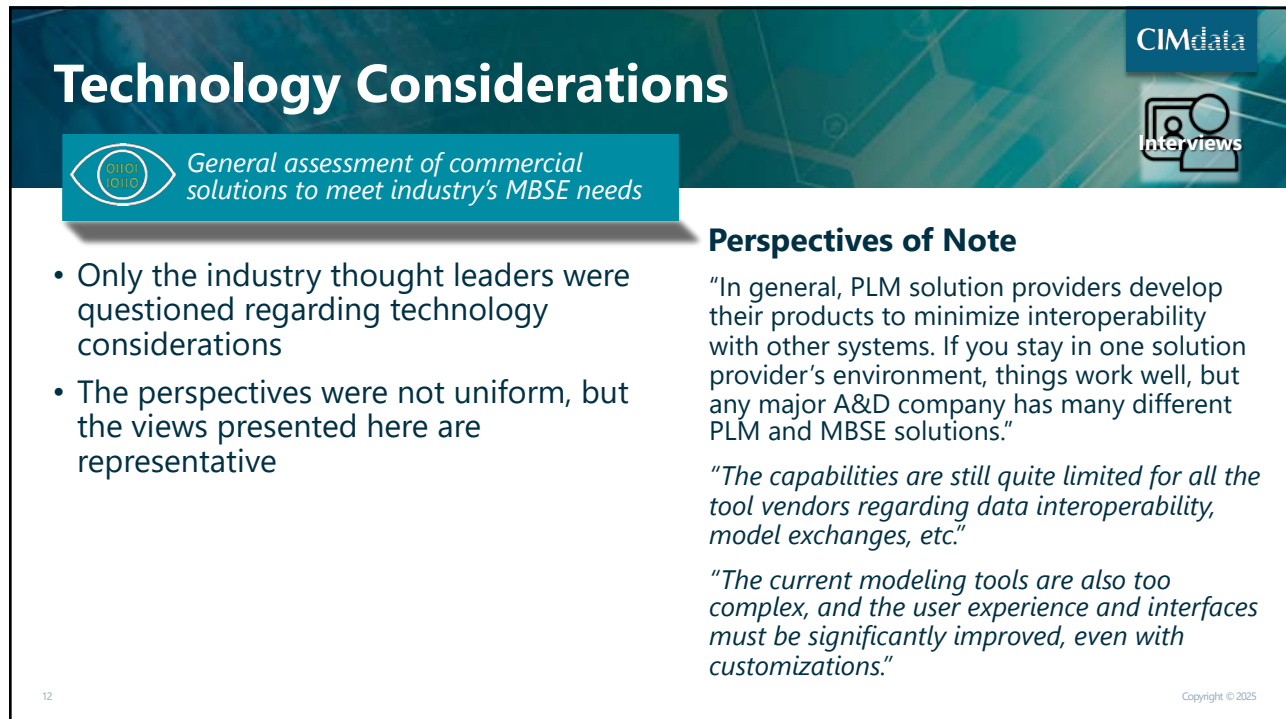 CIMdata
Technology Considerations
Interviews
01101
10110
General assessment of commercial
solutions to meet industry’s MBSE needs
• Only the industry thought leaders were
questioned regarding technology
considerations
• The perspectives were not uniform, but
the views presented here are
representative
Perspectives of Note
“In general, PLM solution providers develop
their products to minimize interoperability
with other systems. If you stay in one solution
provider’s environment, things work well, but
any major A&D company has many different
PLM and MBSE solutions.”
“The capabilities are still quite limited for all the
tool vendors regarding data interoperability,
model exchanges, etc.”
“The current modeling tools are also too
complex, and the user experience and interfaces
must be significantly improved, even with
customizations.”
12
Copyright © 2025